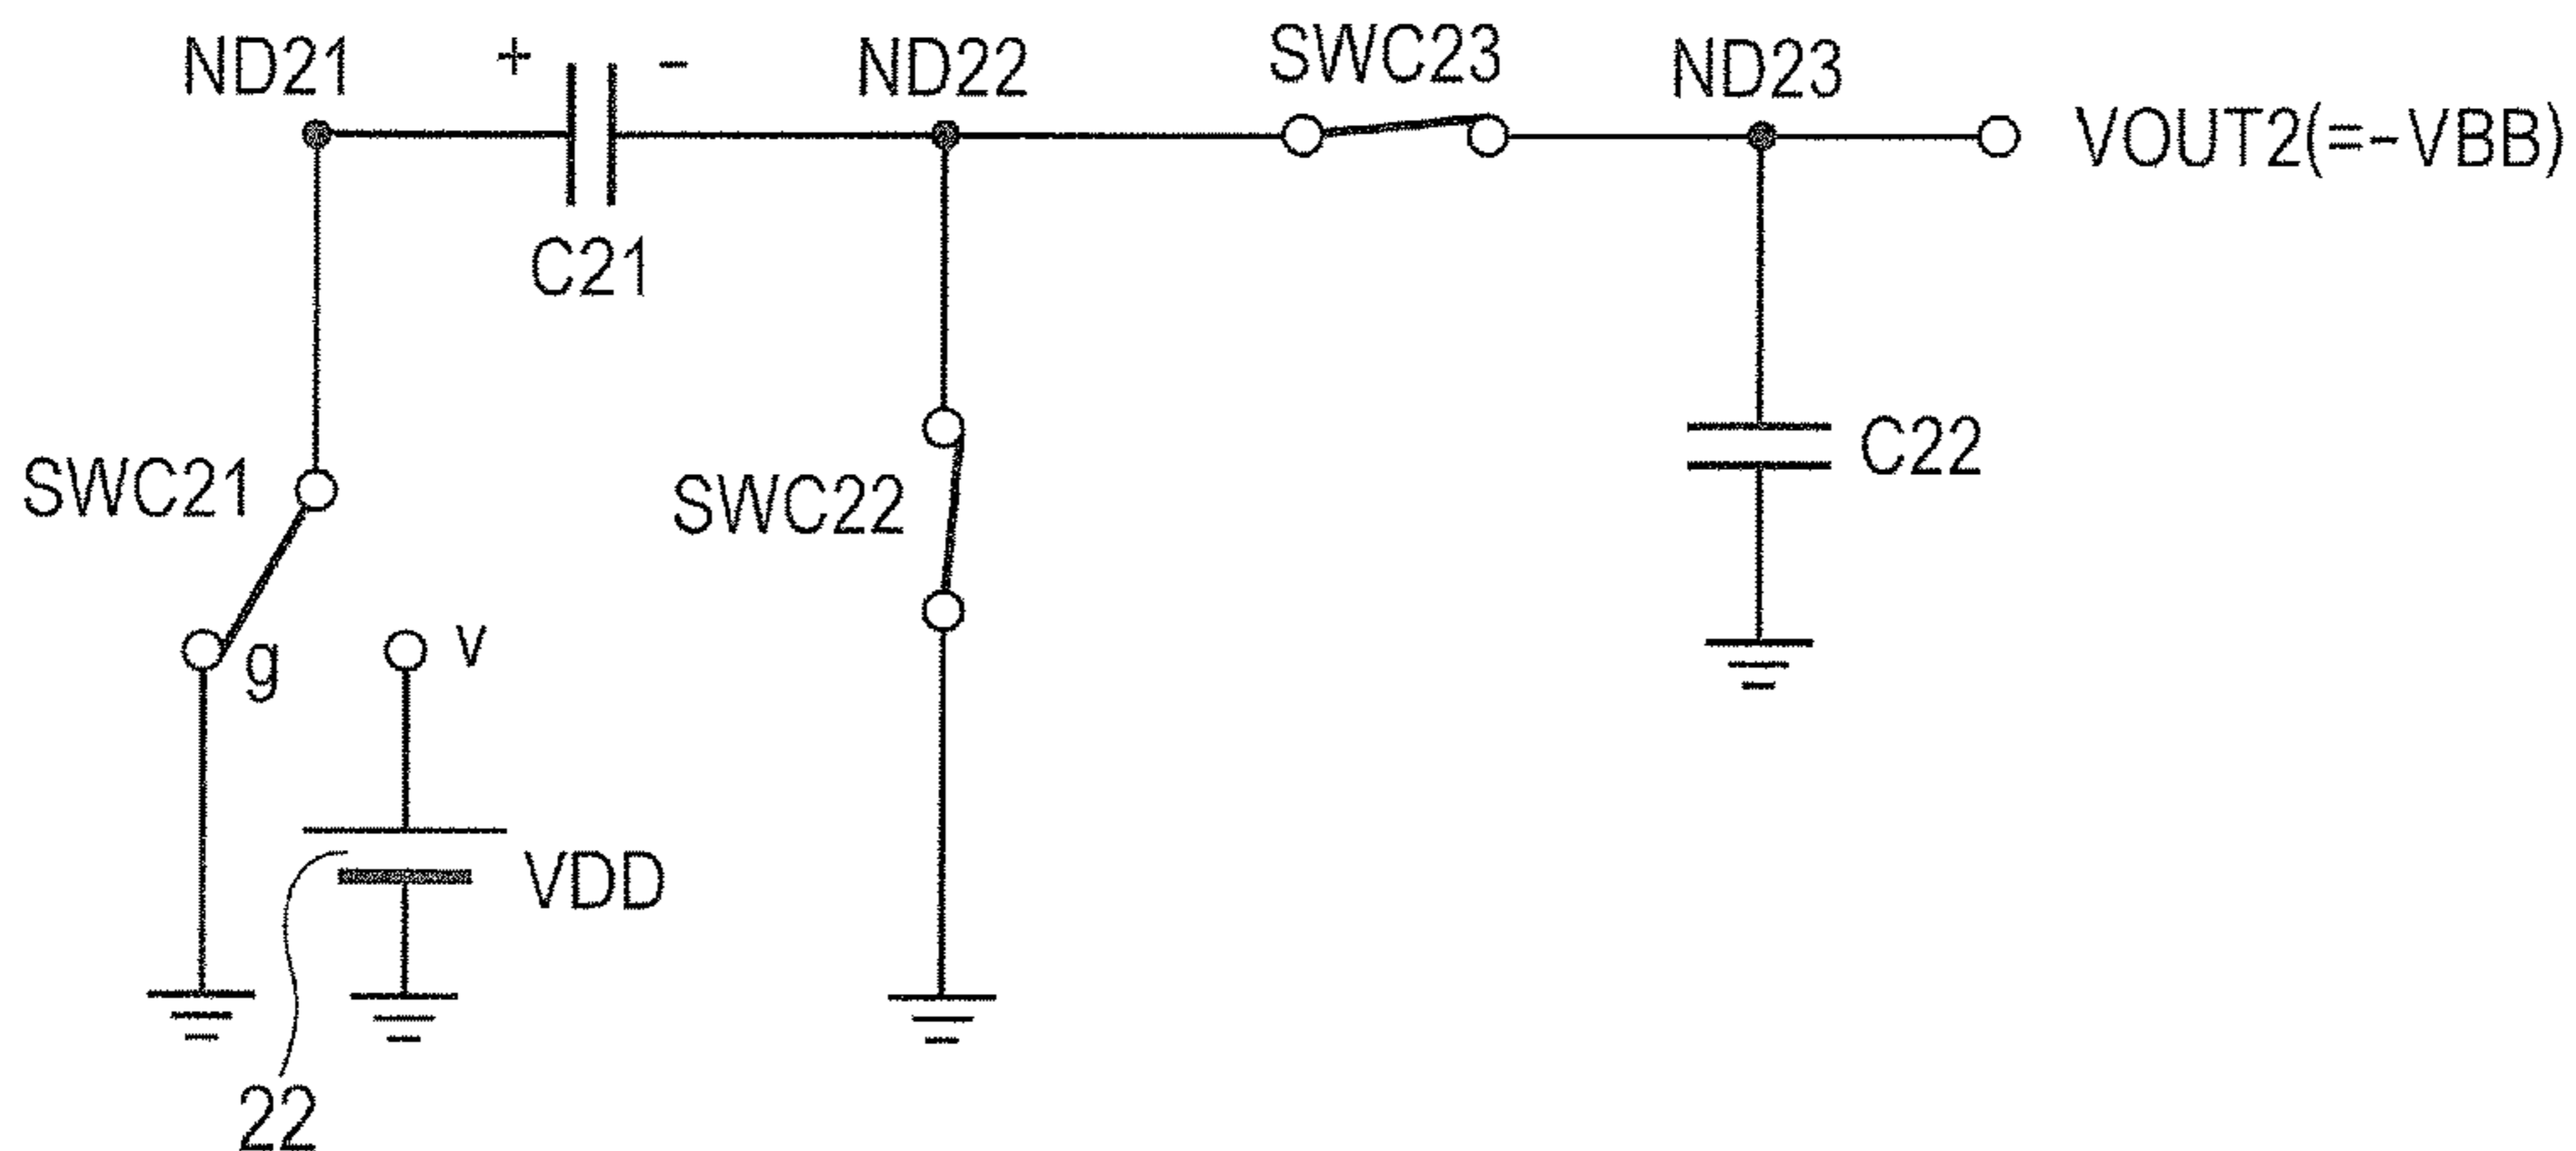 ND21
+
-
ND22
SWC23
ND23
VOUT2(=-VBB)
C21
C22
SWC21
SWC22
g
v
VDD
22